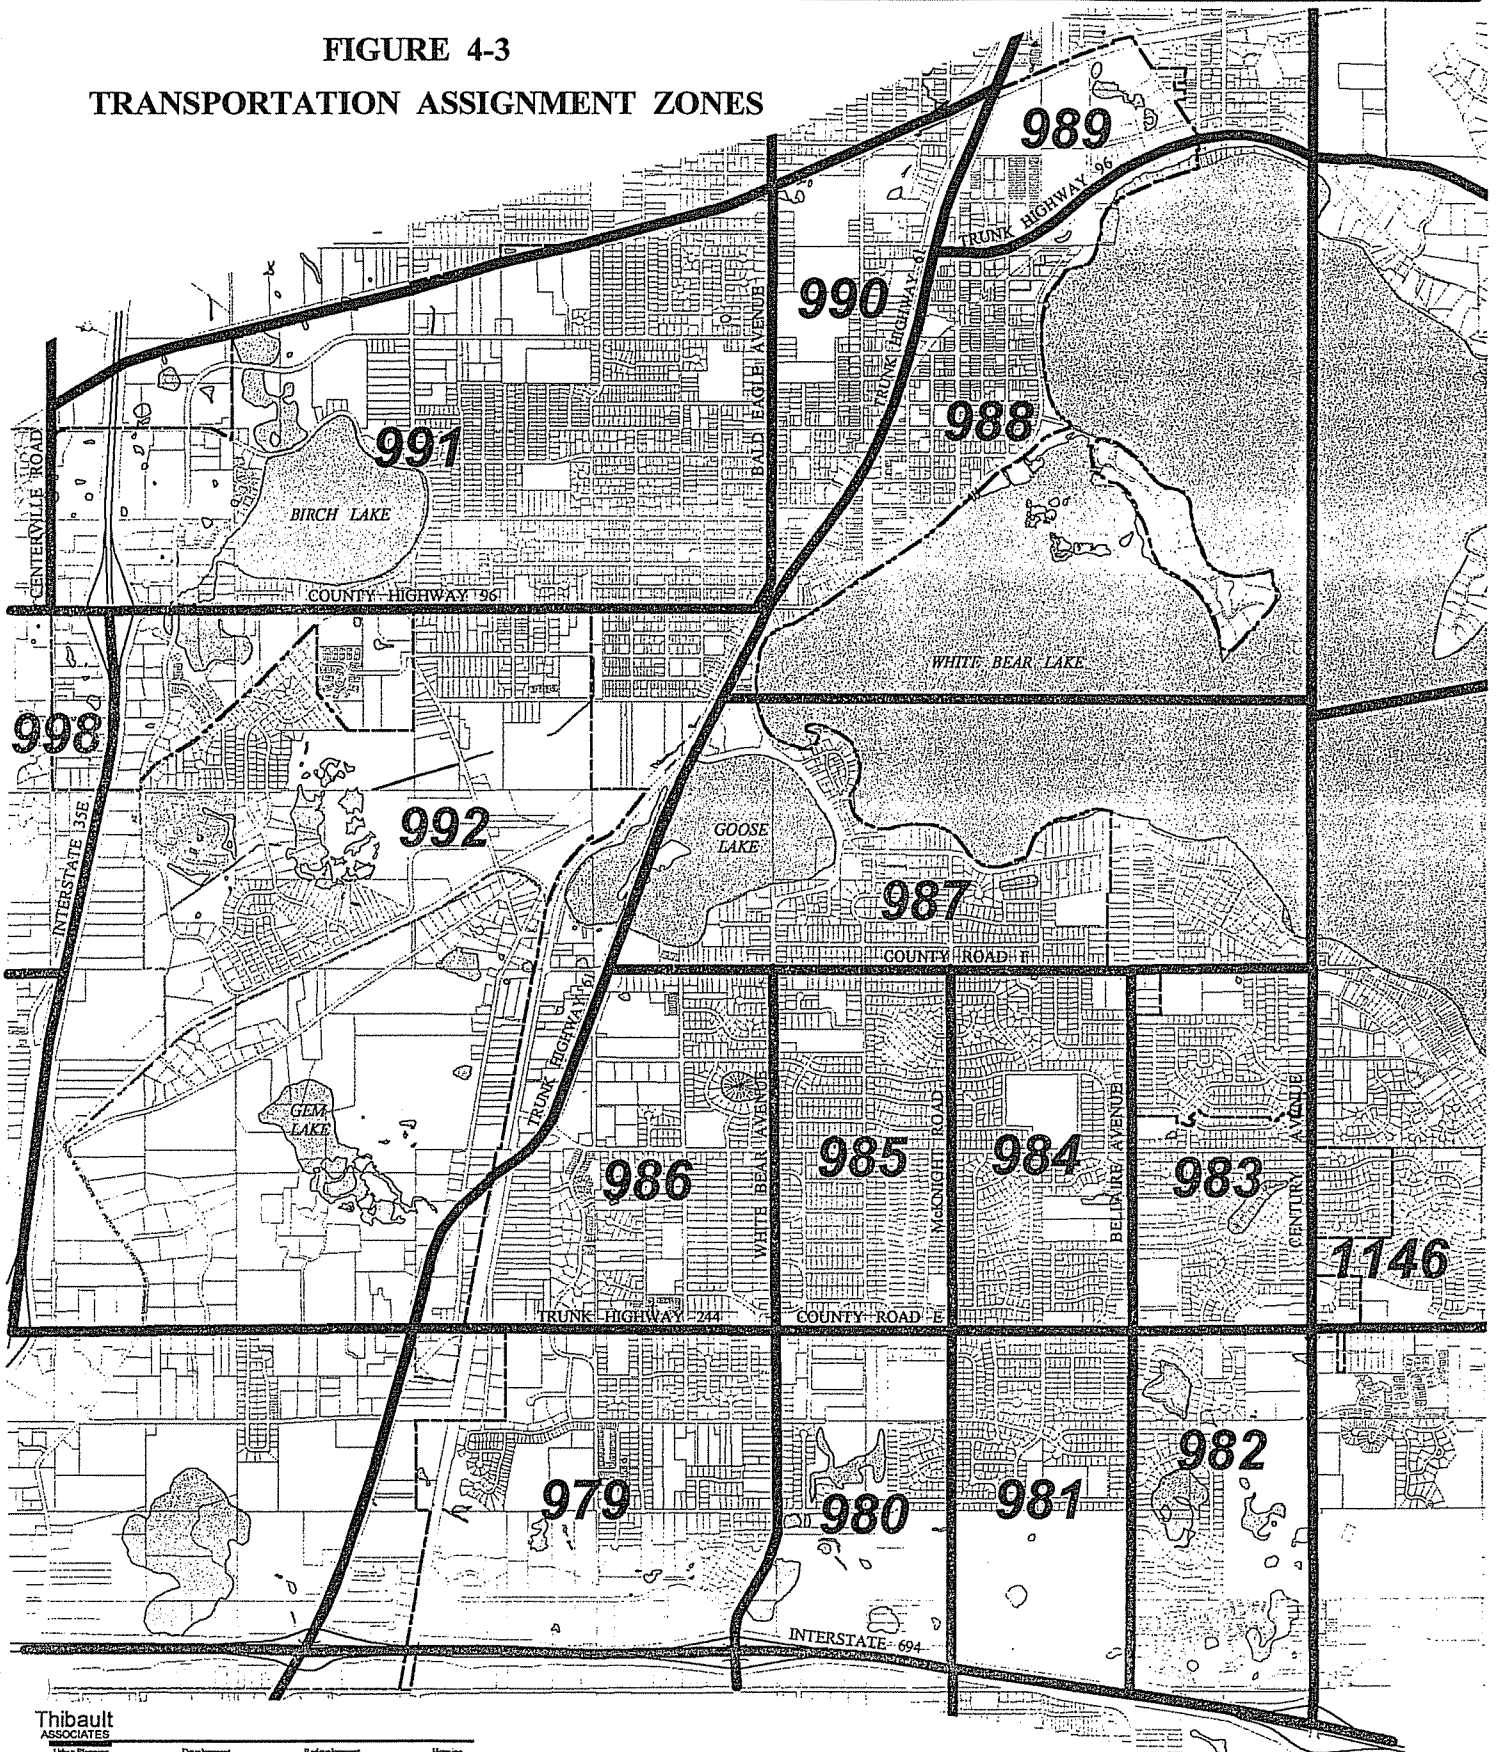 FIGURE 4-3
TRANSPORTATION ASSIGNMENT ZONES
989
TRUNK HIGHWAY 96
990
TRUNK HIGHWAY 61
BALD EAGLE AVENUE
988
991
CENTERVILLE ROAD
BIRCH LAKE
COUNTY HIGHWAY 96
WHITE BEAR LAKE
998
INTERSTATE 35E
992
GOOSE
LAKE
987
COUNTY ROAD F
TRUNK HIGHWAY 61
GEM
LAKE
986
WHITE BEAR AVENUE
985
McKNIGHT ROAD
984
BELLAIRE AVENUE
983
CENTURY AVENUE
1146
TRUNK HIGHWAY 244
COUNTY ROAD E
979
980
981
982
INTERSTATE 694
Thibault
ASSOCIATES